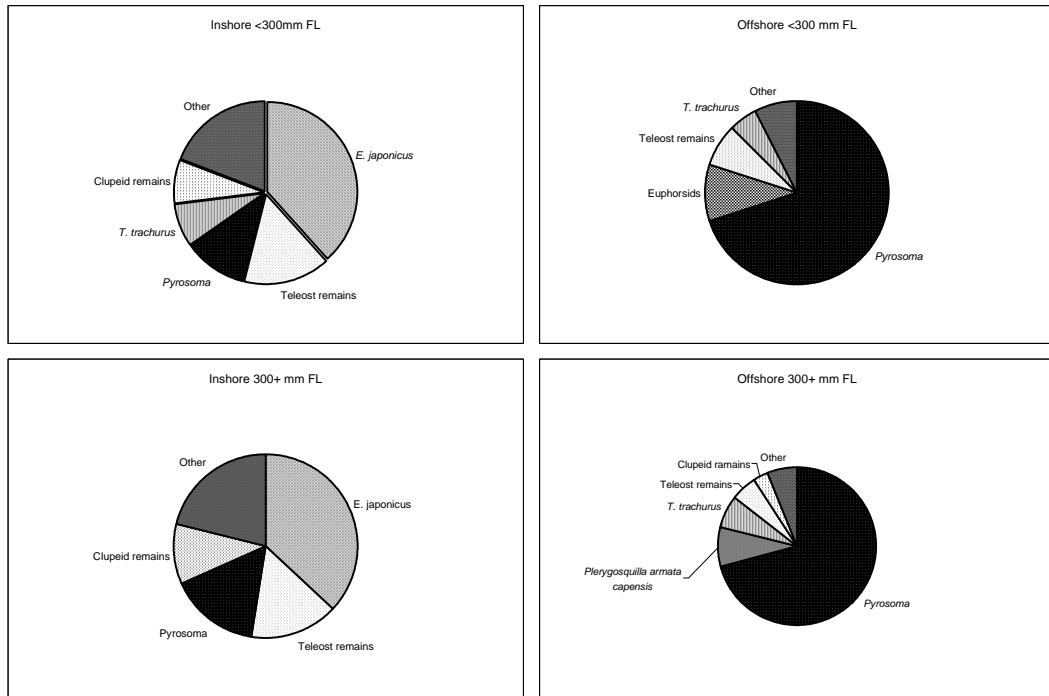 Inshore <300mm FL
Other
E. japonicus
Clupeid remains
T. trachurus
Pyrosoma
Teleost remains
Offshore <300 mm FL
Other
T. trachurus
Teleost remains
Euphorsids
Pyrosoma
Inshore 300+ mm FL
Other
E. japonicus
Clupeid remains
Pyrosoma
Teleost remains
Offshore 300+ mm FL
Other
Clupeid ramains
Teleost remains
T. trachurus
Plerygosquilla armata
capensis
Pyrosoma